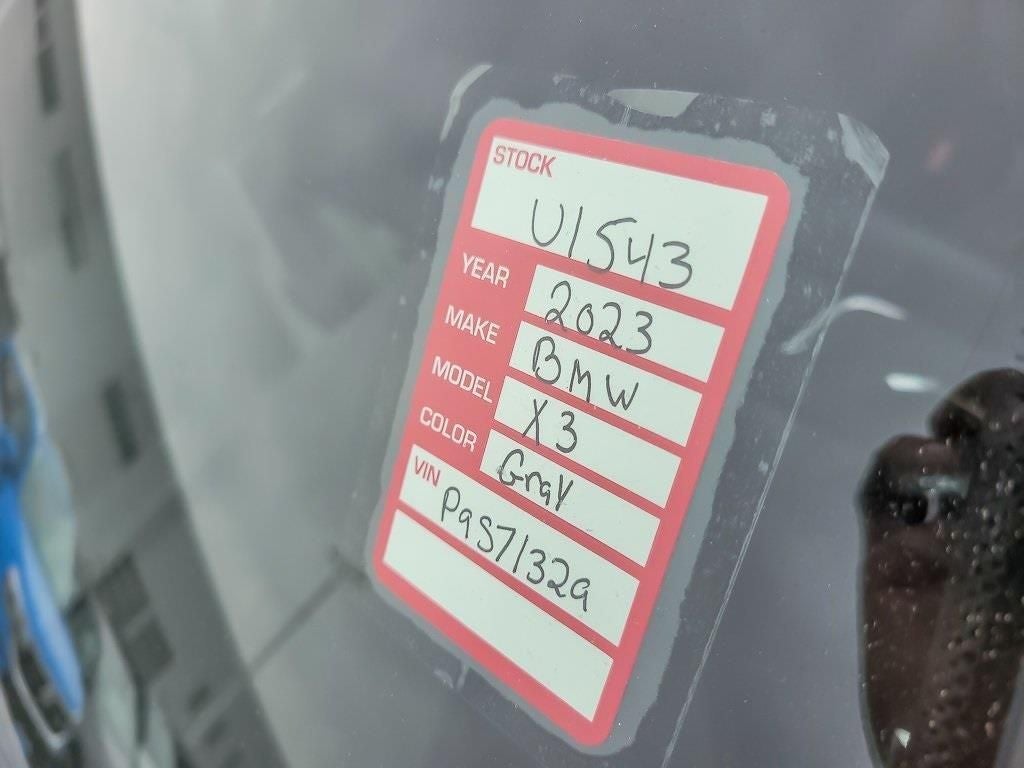 STOCK
U1543
YEAR 2023
MAKE BMW
MODEL X3
COLOR Gray
VIN P9S71329